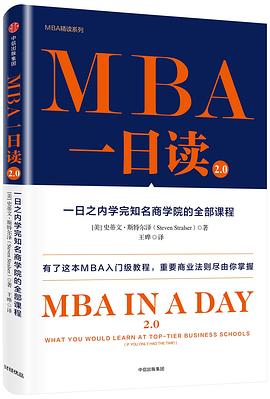 中信出版集团
MBA精读系列
MBA
一日读
2.0
一日之内学完知名商学院的全部课程
[美]史蒂文·斯特尔泽(Steven Stralser)◎著
王晔◎译
有了这本MBA入门级教程，重要商业法则尽由你掌握
MBA IN A DAY
2.0
WHAT YOU WOULD LEARN AT TOP-TIER BUSINESS SCHOOLS
(IF YOU ONLY HAD THE TIME!)
中信出版集团
MBA
一日读
2.0
一日之内学完知名商学院的全部课程